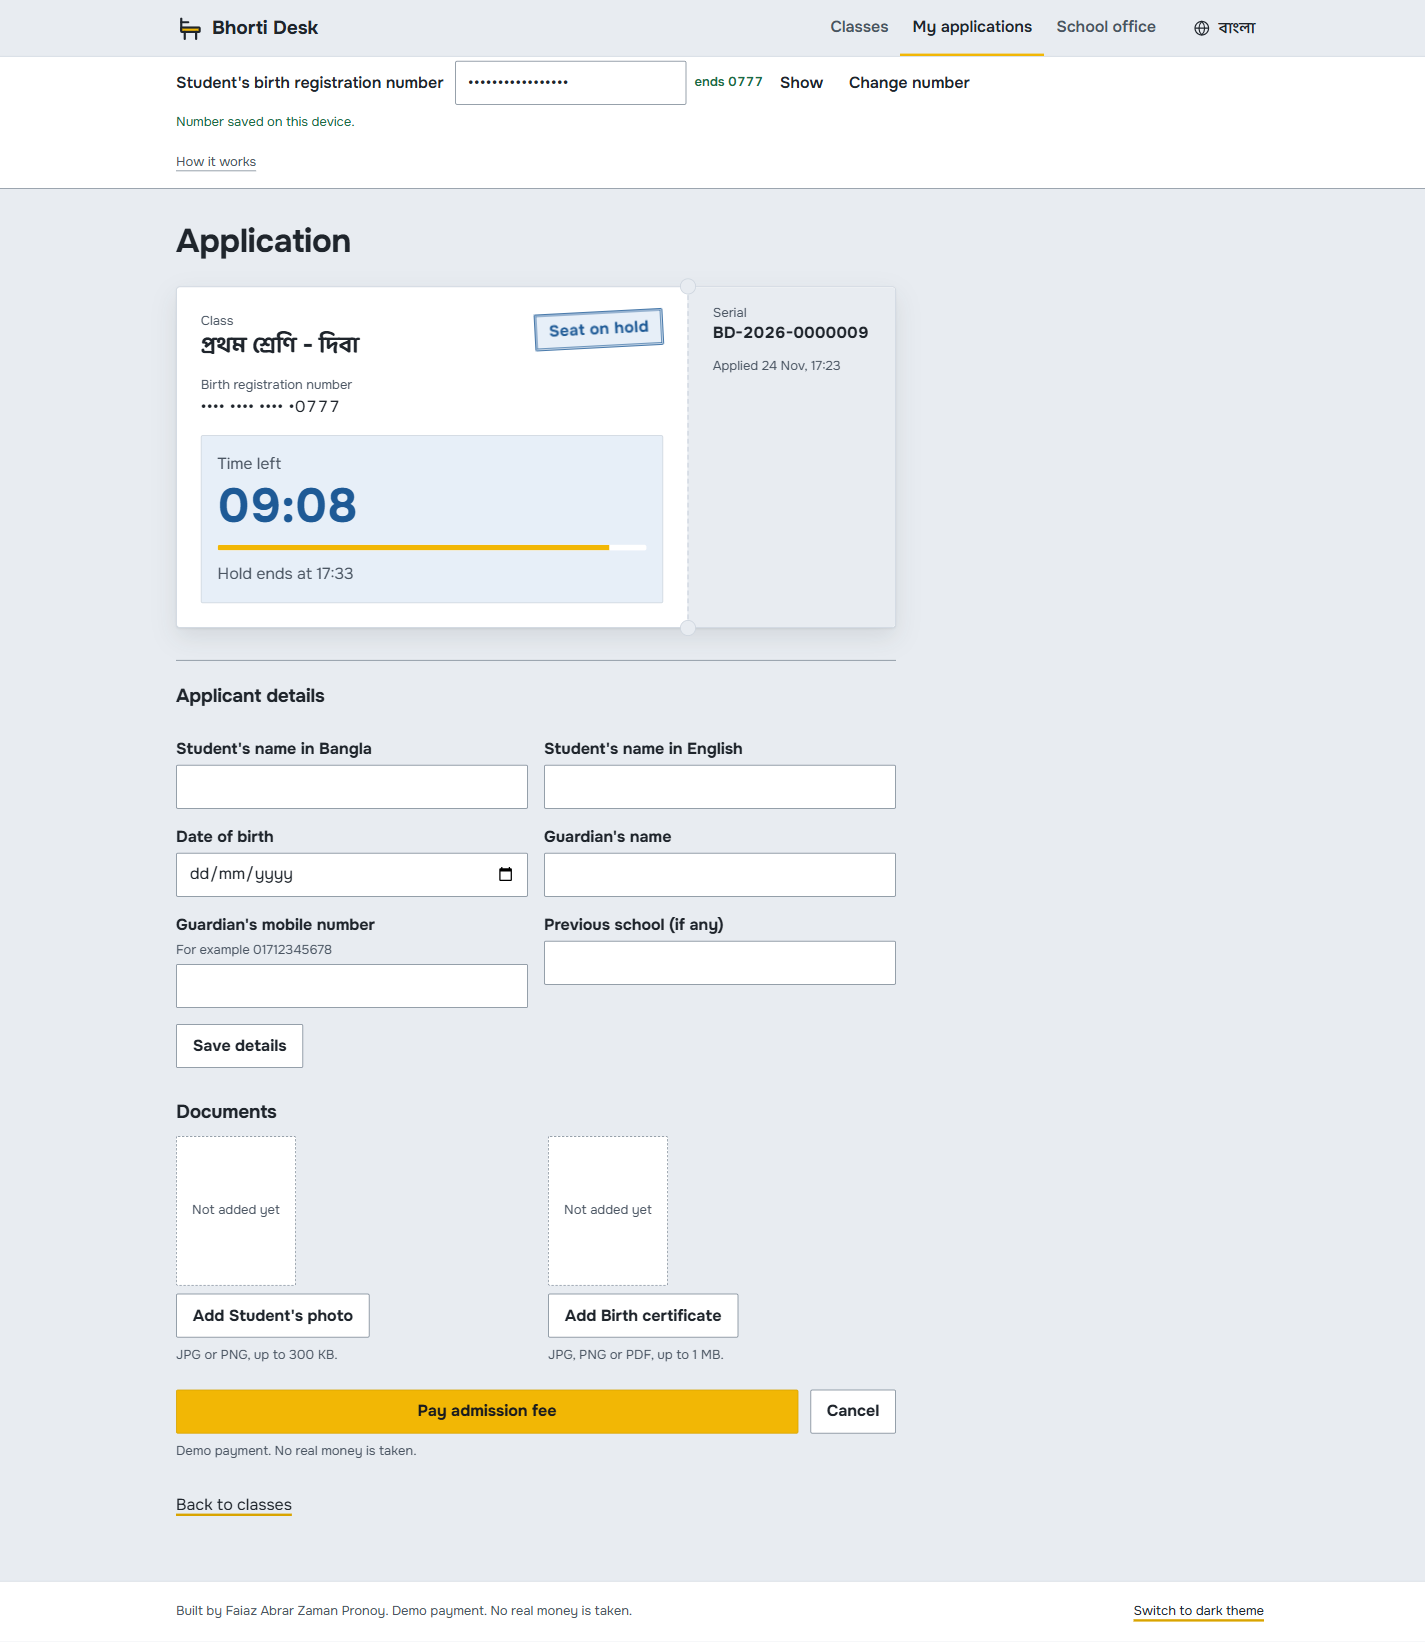 Bhorti Desk
Classes
My applications
School office
বাংলা
Student's birth registration number
•••••••••••••••••
ends 0777
Show
Change number
Number saved on this device.
How it works
Application
Class
প্রথম শ্রেণি - দিবা
Seat on hold
Birth registration number
•••• •••• •••• •0777
Time left
09:08
Hold ends at 17:33
Serial
BD-2026-0000009
Applied 24 Nov, 17:23
Applicant details
Student's name in Bangla
Student's name in English
Date of birth
dd/mm/yyyy
Guardian's name
Guardian's mobile number
For example 01712345678
Previous school (if any)
Save details
Documents
Not added yet
Add Student's photo
JPG or PNG, up to 300 KB.
Not added yet
Add Birth certificate
JPG, PNG or PDF, up to 1 MB.
Pay admission fee
Cancel
Demo payment. No real money is taken.
Back to classes
Built by Faiaz Abrar Zaman Pronoy. Demo payment. No real money is taken.
Switch to dark theme